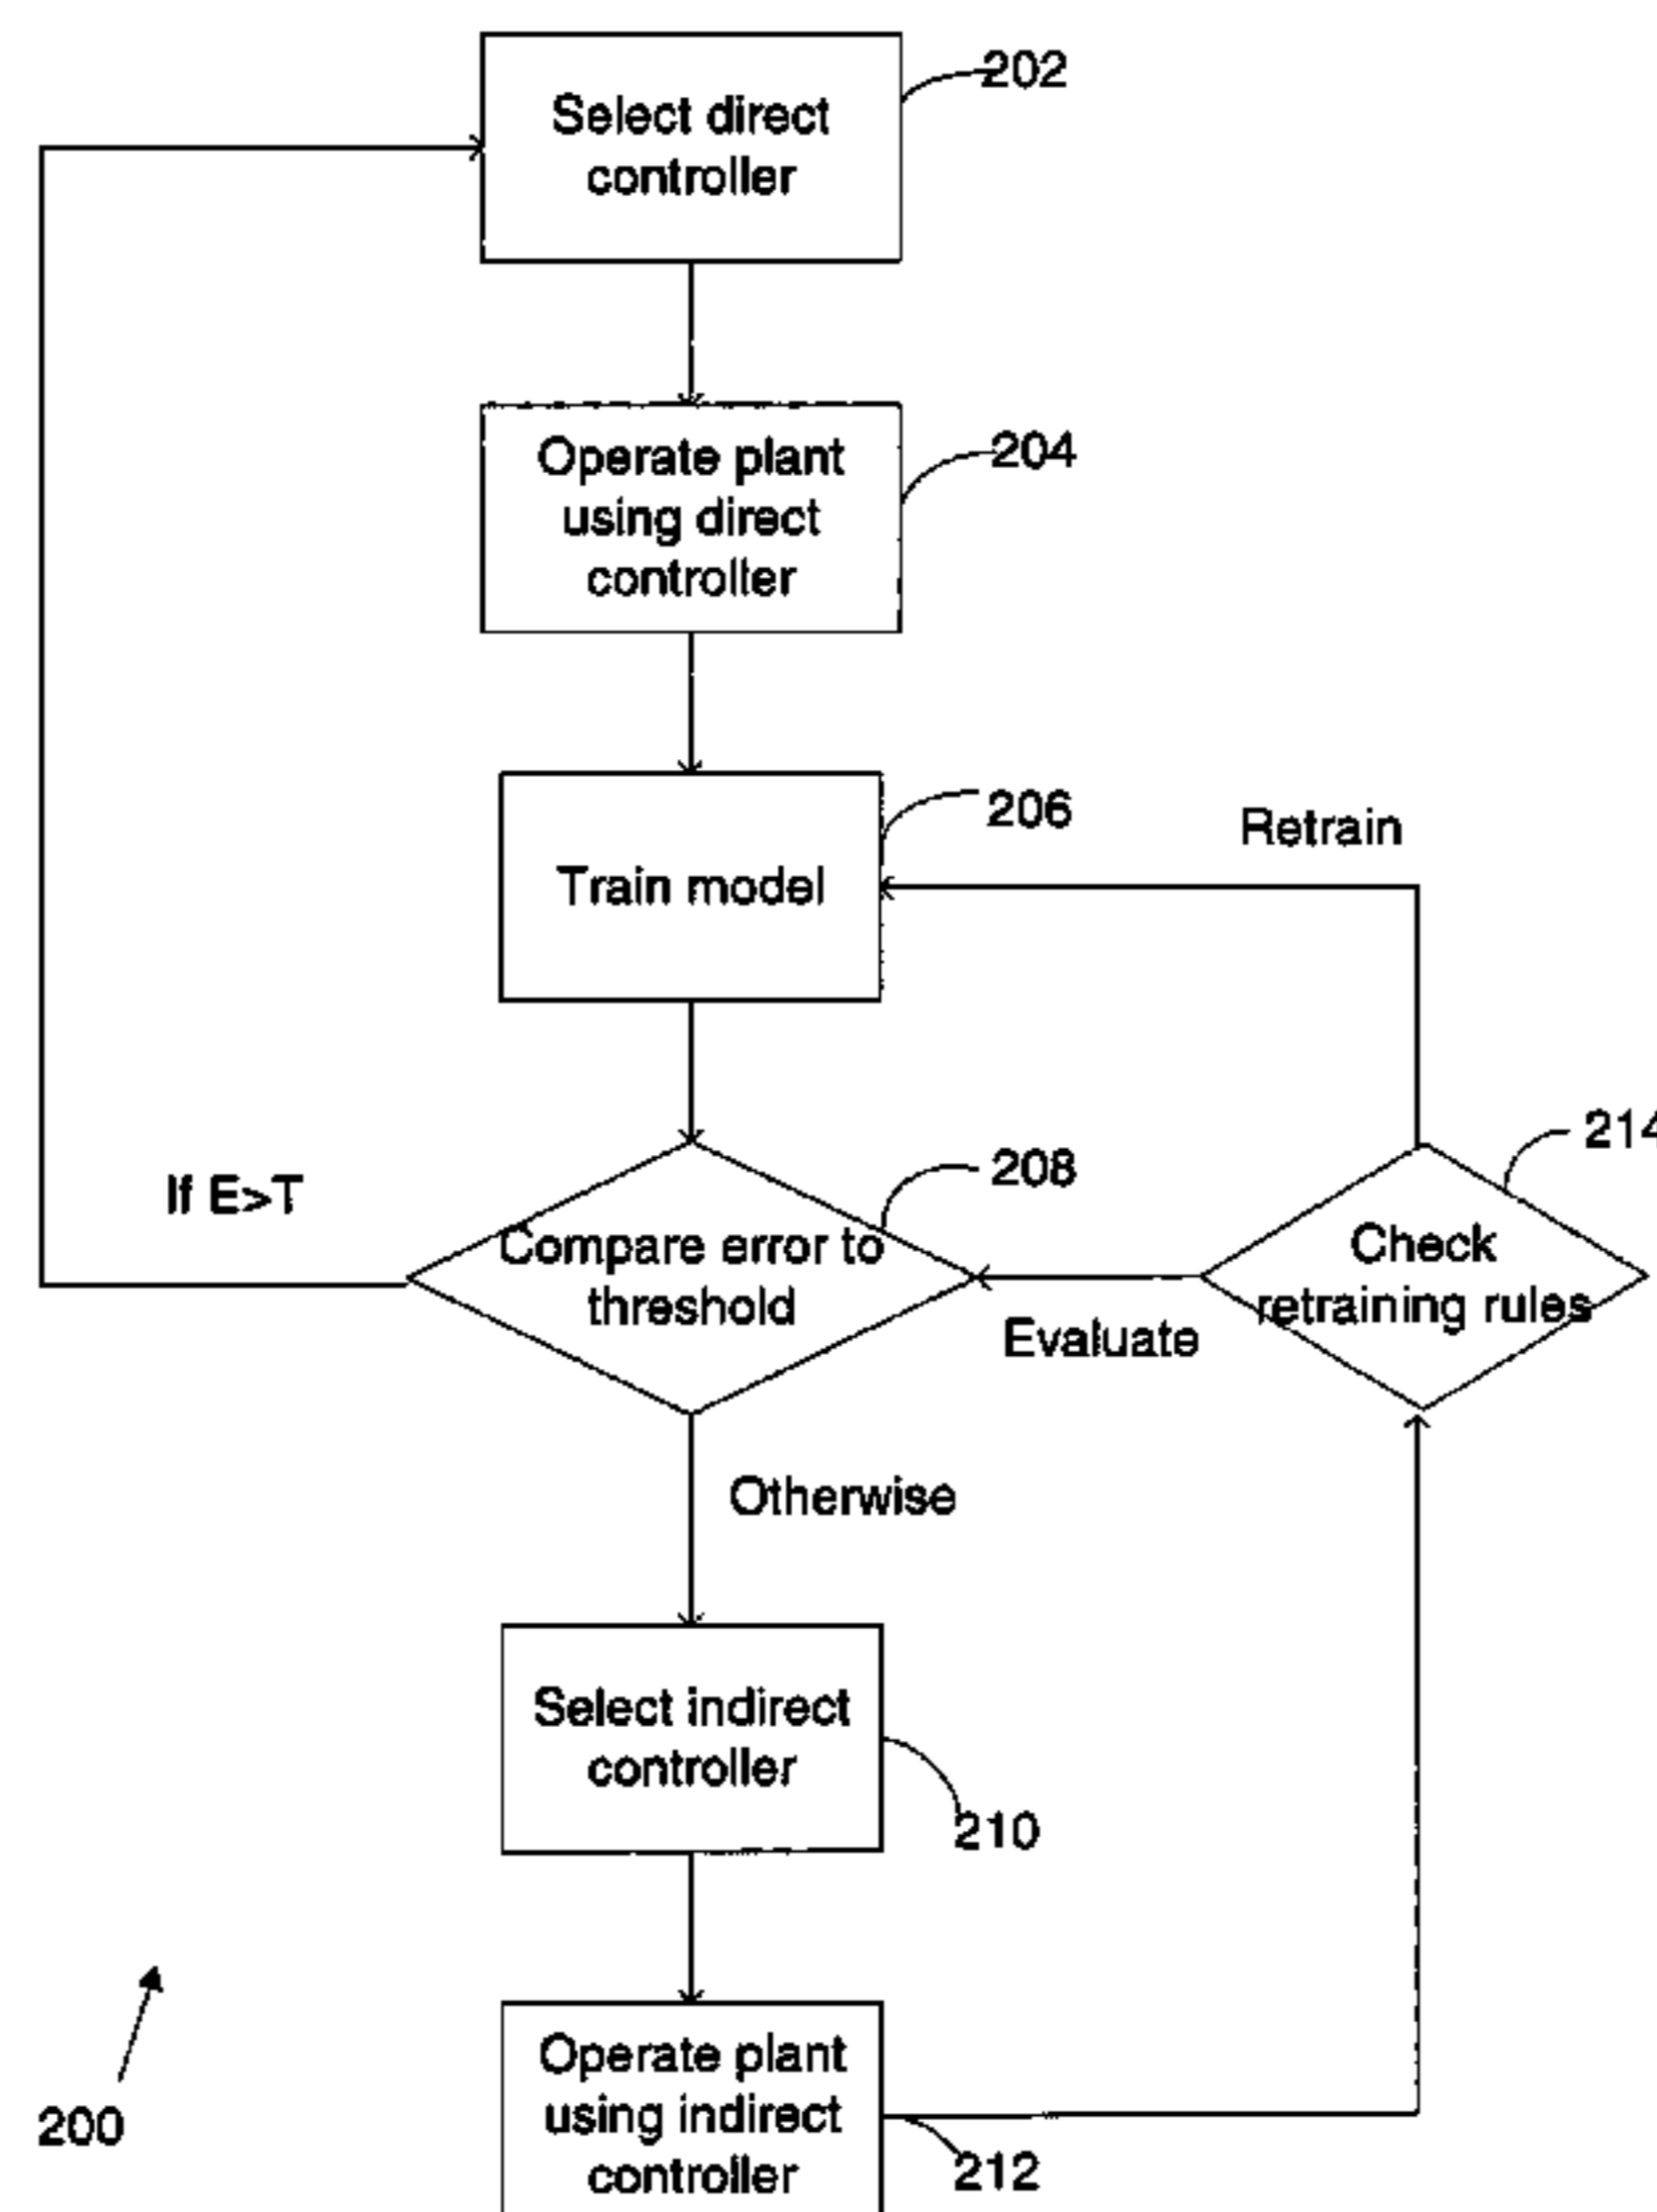 202
Select direct
controller
Operate plant
using direct
controller
204
206
Retrain
Train model
214
208
If E>T
Compare error to
threshold
Check
retraining rules
Evaluate
Otherwise
Select indirect
controller
210
Operate plant
using indirect
controller
200
212